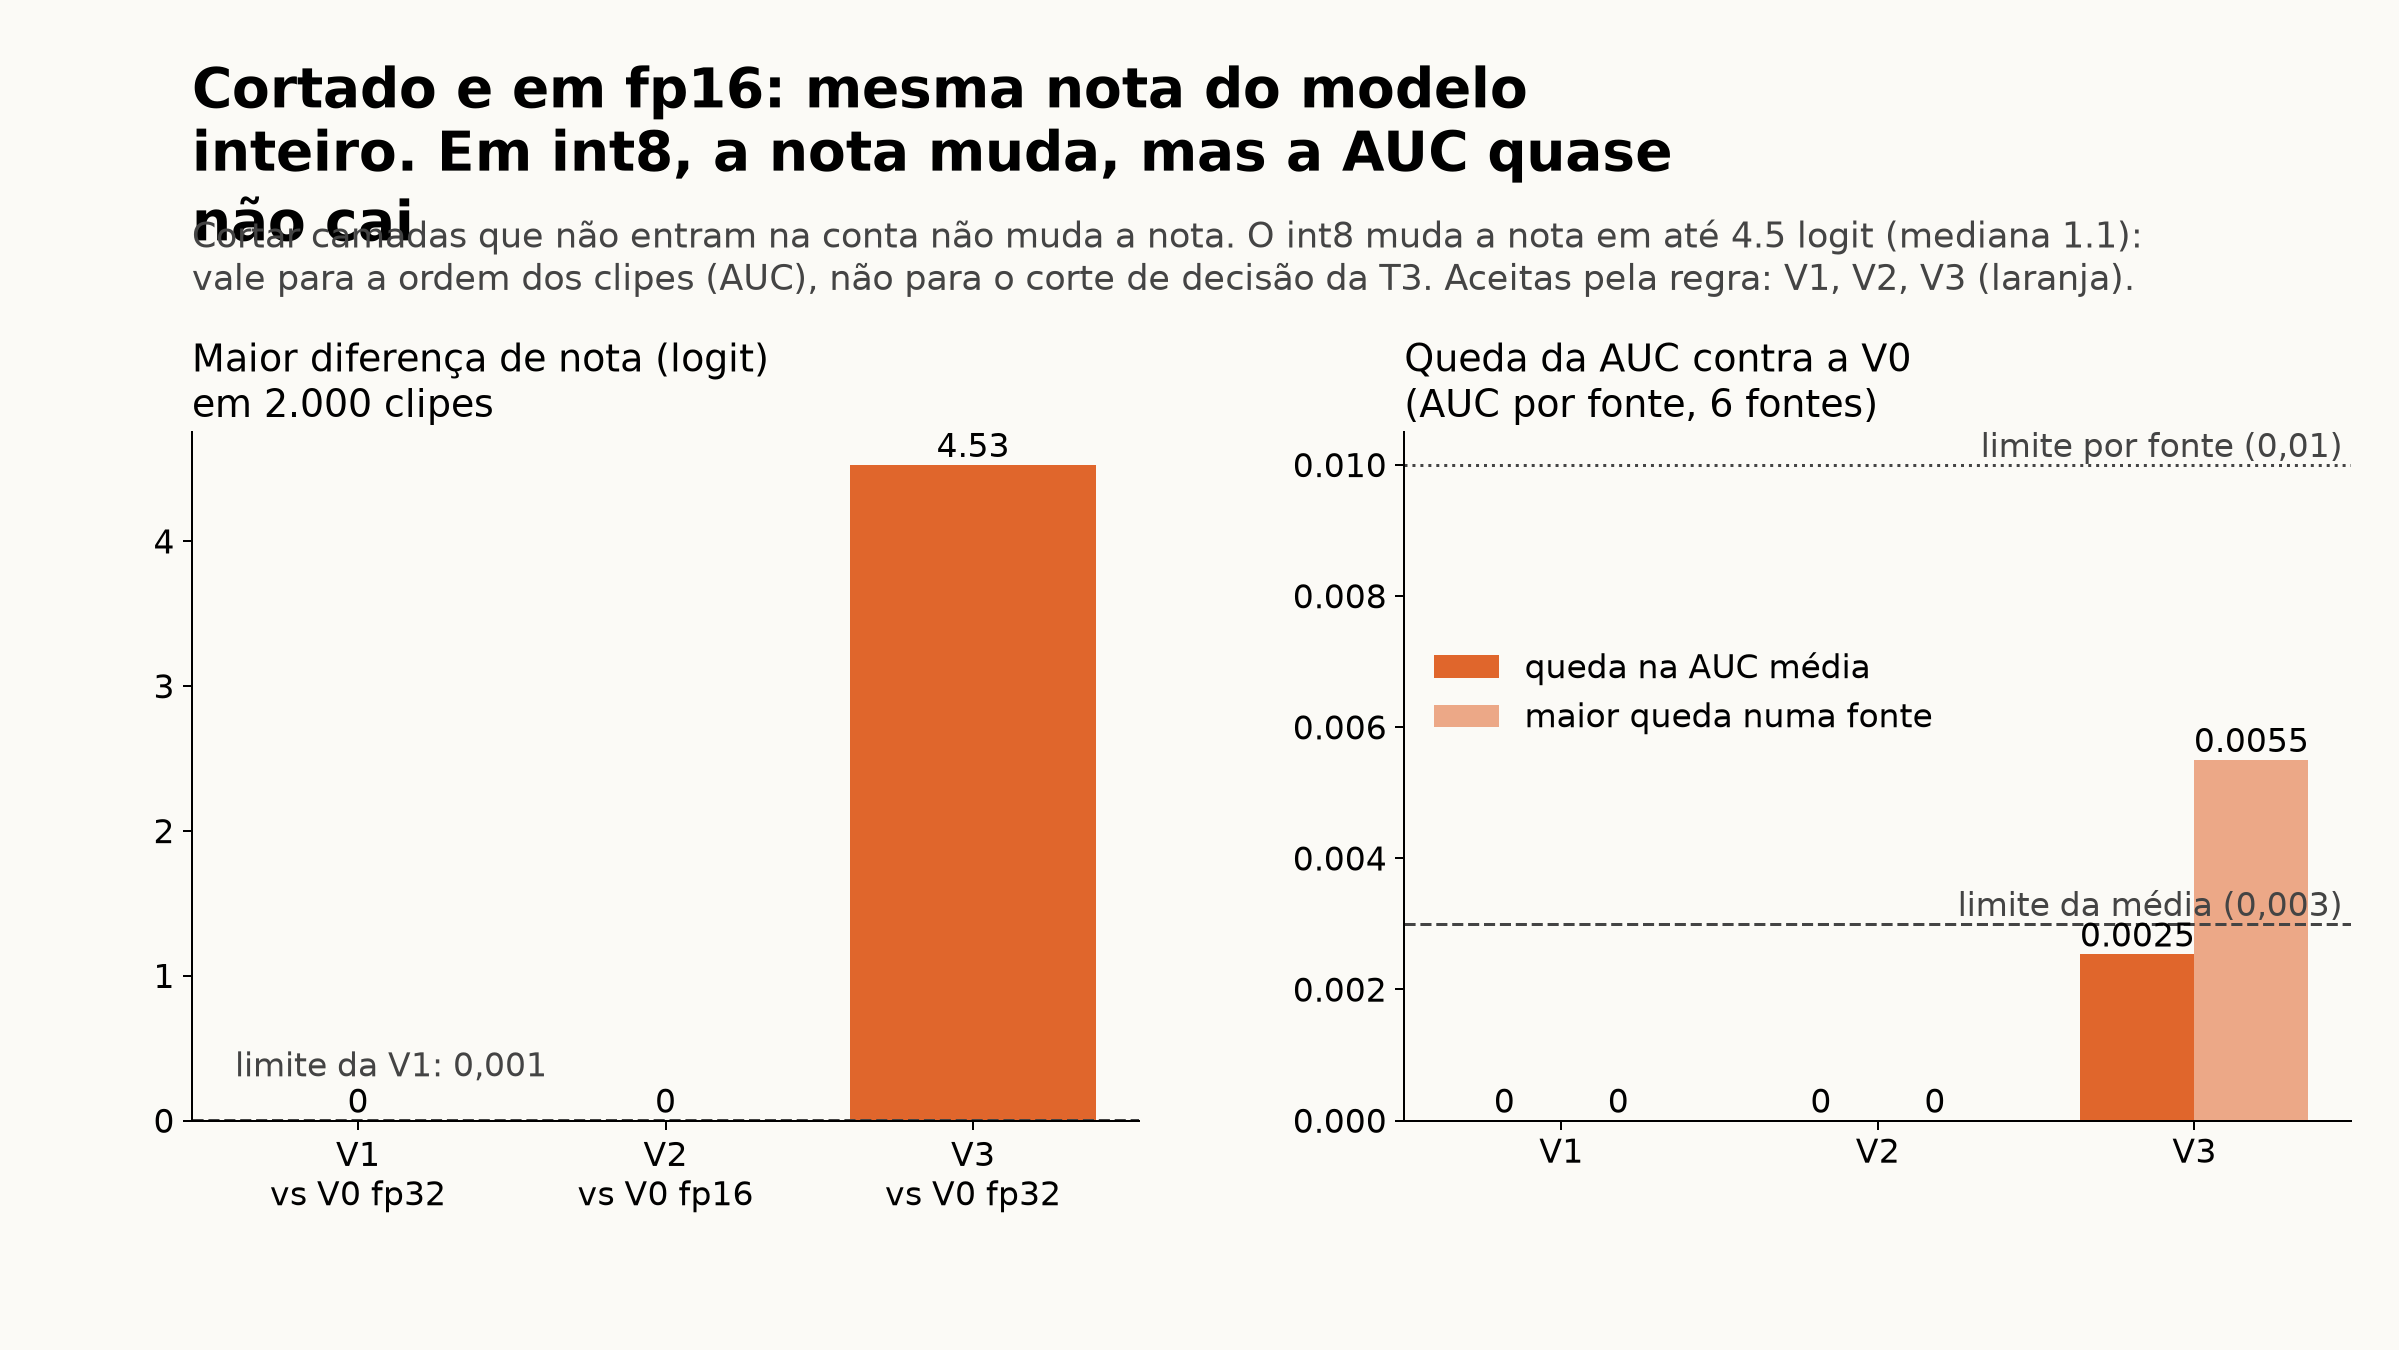 Cortado e em fp16: mesma nota do modelo
inteiro. Em int8, a nota muda, mas a AUC quase
não cai
Cortar camadas que não entram na conta não muda a nota. O int8 muda a nota em até 4.5 logit (mediana 1.1):
vale para a ordem dos clipes (AUC), não para o corte de decisão da T3. Aceitas pela regra: V1, V2, V3 (laranja).
Maior diferença de nota (logit)
em 2.000 clipes
4.53
4
3
2
1
0
limite da V1: 0,001
0
0
V1
vs V0 fp32
V2
vs V0 fp16
V3
vs V0 fp32
Queda da AUC contra a V0
(AUC por fonte, 6 fontes)
limite por fonte (0,01)
0.010
0.008
0.006
0.004
0.002
0.000
queda na AUC média
maior queda numa fonte
0.0055
limite da média (0,003)
0.0025
0
0
0
0
V1
V2
V3